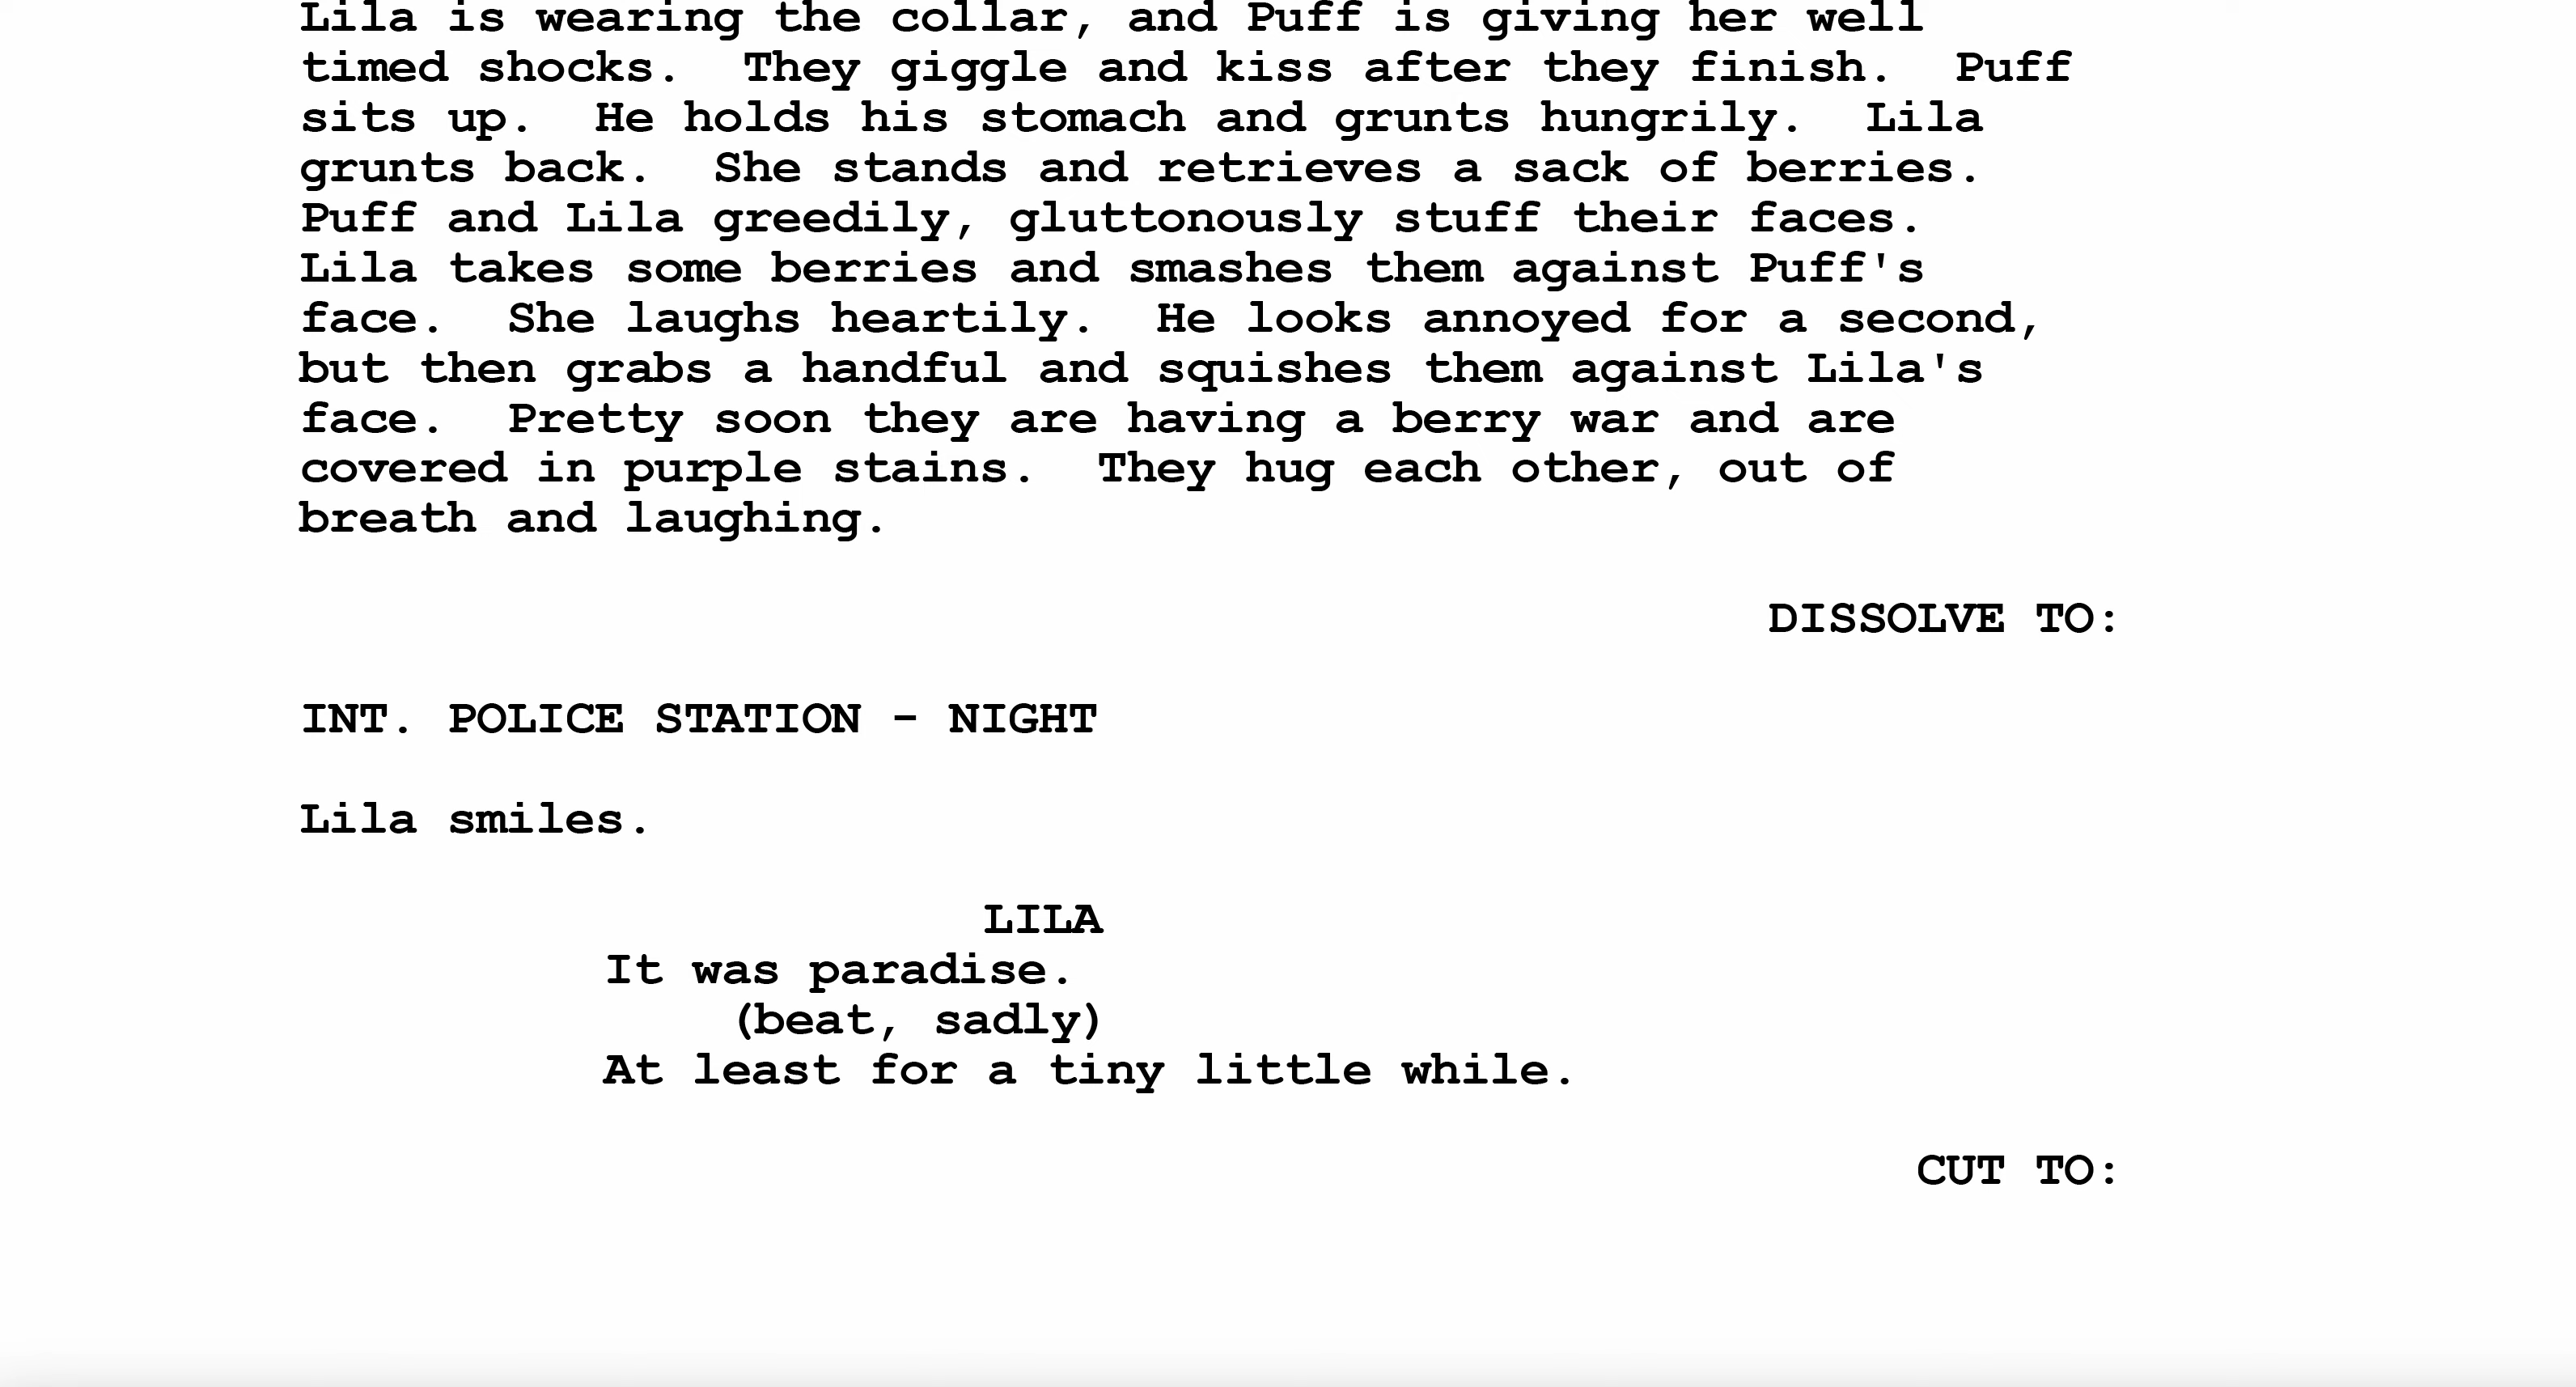 Lila is wearing the collar, and Puff is giving her well
timed shocks.  They giggle and kiss after they finish.  Puff
sits up.  He holds his stomach and grunts hungrily.  Lila
grunts back.  She stands and retrieves a sack of berries.
Puff and Lila greedily, gluttonously stuff their faces.
Lila takes some berries and smashes them against Puff's
face.  She laughs heartily.  He looks annoyed for a second,
but then grabs a handful and squishes them against Lila's
face.  Pretty soon they are having a berry war and are
covered in purple stains.  They hug each other, out of
breath and laughing.
DISSOLVE TO:
INT. POLICE STATION - NIGHT
Lila smiles.
LILA
It was paradise.
(beat, sadly)
At least for a tiny little while.
CUT TO: